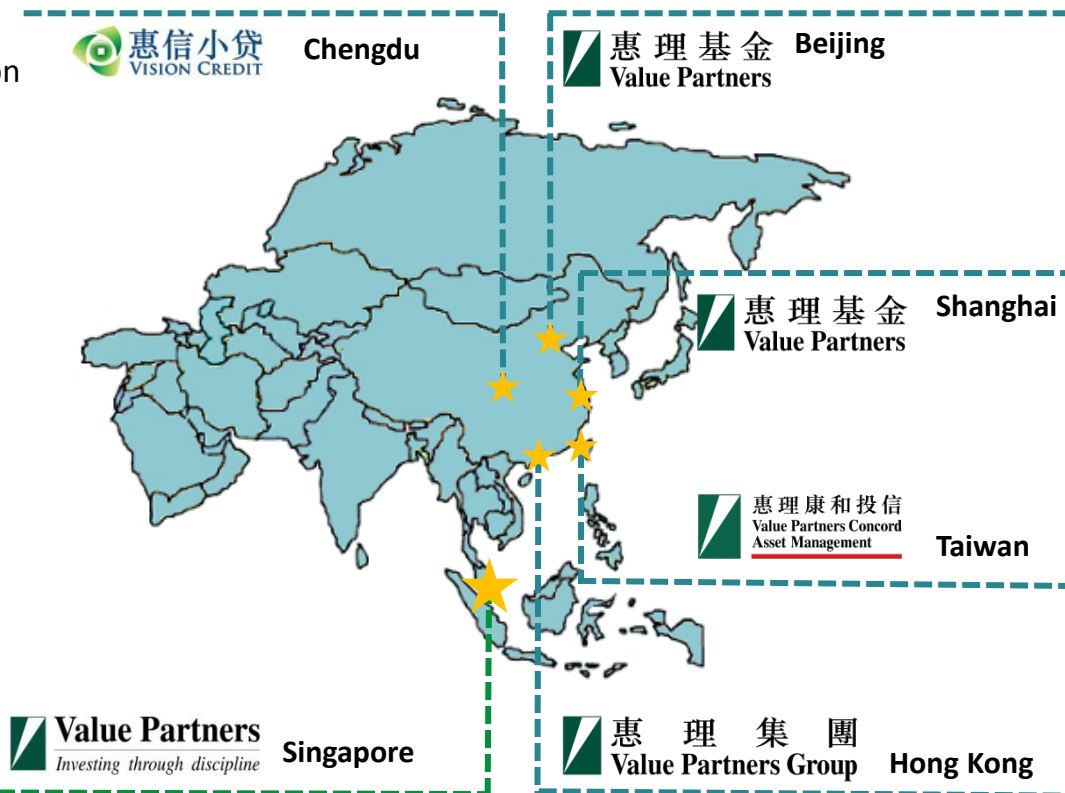 惠信小贷
VISION CREDIT
Chengdu
on
惠理基金
Value Partners
Beijing
惠理基金
Value Partners
Shanghai
惠理康和投信
Value Partners Concord
Asset Management
Taiwan
Value Partners
Investing through discipline
Singapore
惠理集團
Value Partners Group
Hong Kong